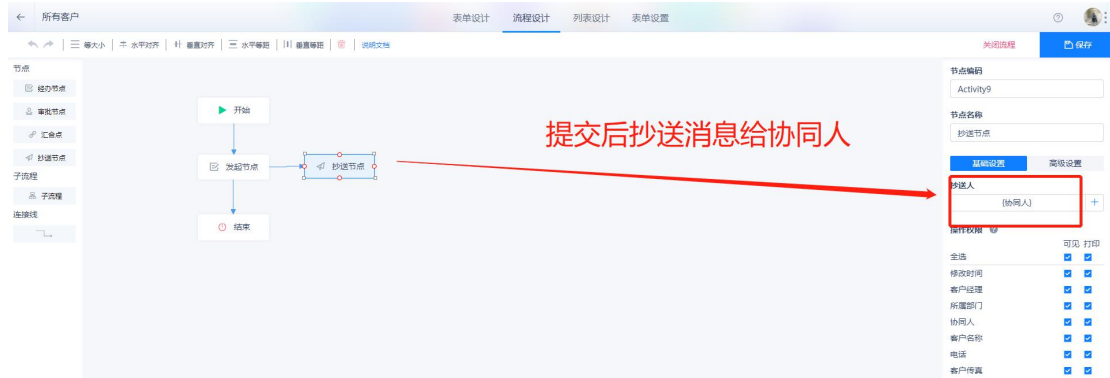 所有客户
表单设计 流程设计 列表设计 表单设置
等大小 水平对齐 垂直对齐 水平等距 垂直等距 说明文档
关闭流程 保存
节点
经办节点
审批节点
汇合点
抄送节点
子流程
子流程
连接线
开始
发起节点
抄送节点
结束
提交后抄送消息给协同人
节点编码
Activity9
节点名称
抄送节点
基础设置 高级设置
抄送人
{协同人}
操作权限
可见 打印
全选
修改时间
客户经理
所属部门
协同人
客户名称
电话
客户传真